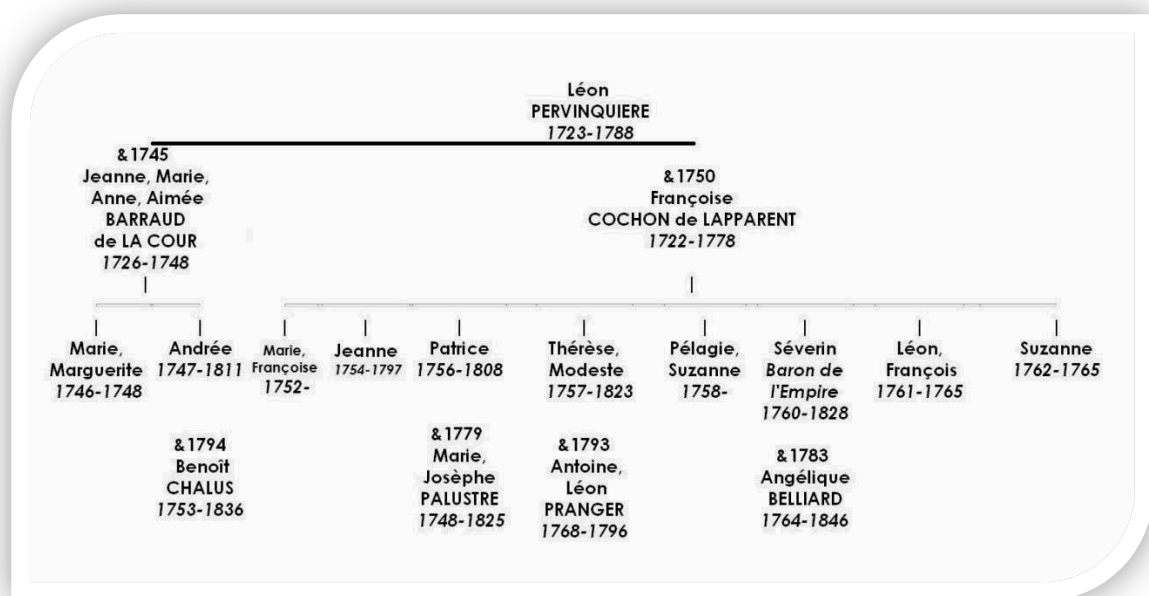 Léon
PERVINQUIERE
1723-1788
&1745
Jeanne, Marie,
Anne, Aimée
BARRAUD
de LA COUR
1726-1748
&1750
Françoise
COCHON de LAPPARENT
1722-1778
Marie,
Marguerite
1746-1748
Andrée
1747-1811
Marie,
Françoise
1752-
Jeanne
1754-1797
Patrice
1756-1808
Thérèse,
Modeste
1757-1823
Pélagie,
Suzanne
1758-
Séverin
Baron de
l'Empire
1760-1828
Léon,
François
1761-1765
Suzanne
1762-1765
&1794
Benoît
CHALUS
1753-1836
&1779
Marie,
Josèphe
PALUSTRE
1748-1825
&1793
Antoine,
Léon
PRANGER
1768-1796
&1783
Angélique
BELLIARD
1764-1846